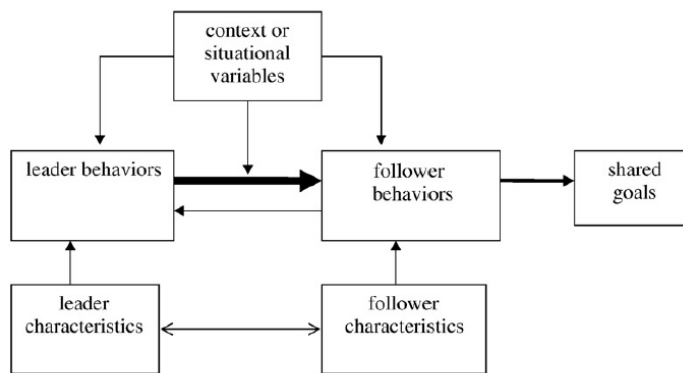 context or
situational
variables
leader behaviors
follower
behaviors
shared
goals
leader
characteristics
follower
characteristics